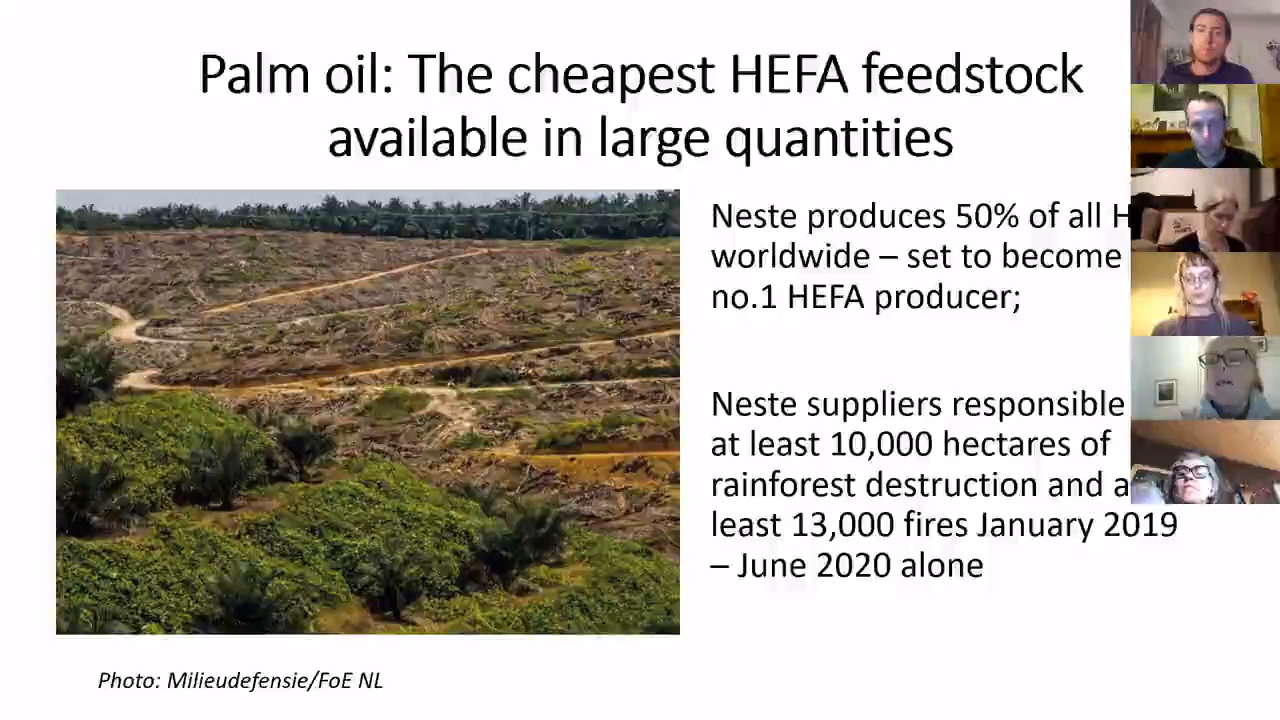 Palm oil: The cheapest HEFA feedstock
available in large quantities
Neste produces 50% of all
worldwide – set to become
no.1 HEFA producer;
Neste suppliers responsible
at least 10,000 hectares of
rainforest destruction and
least 13,000 fires January 2019
– June 2020 alone
Photo: Milieudefensie/FoE NL